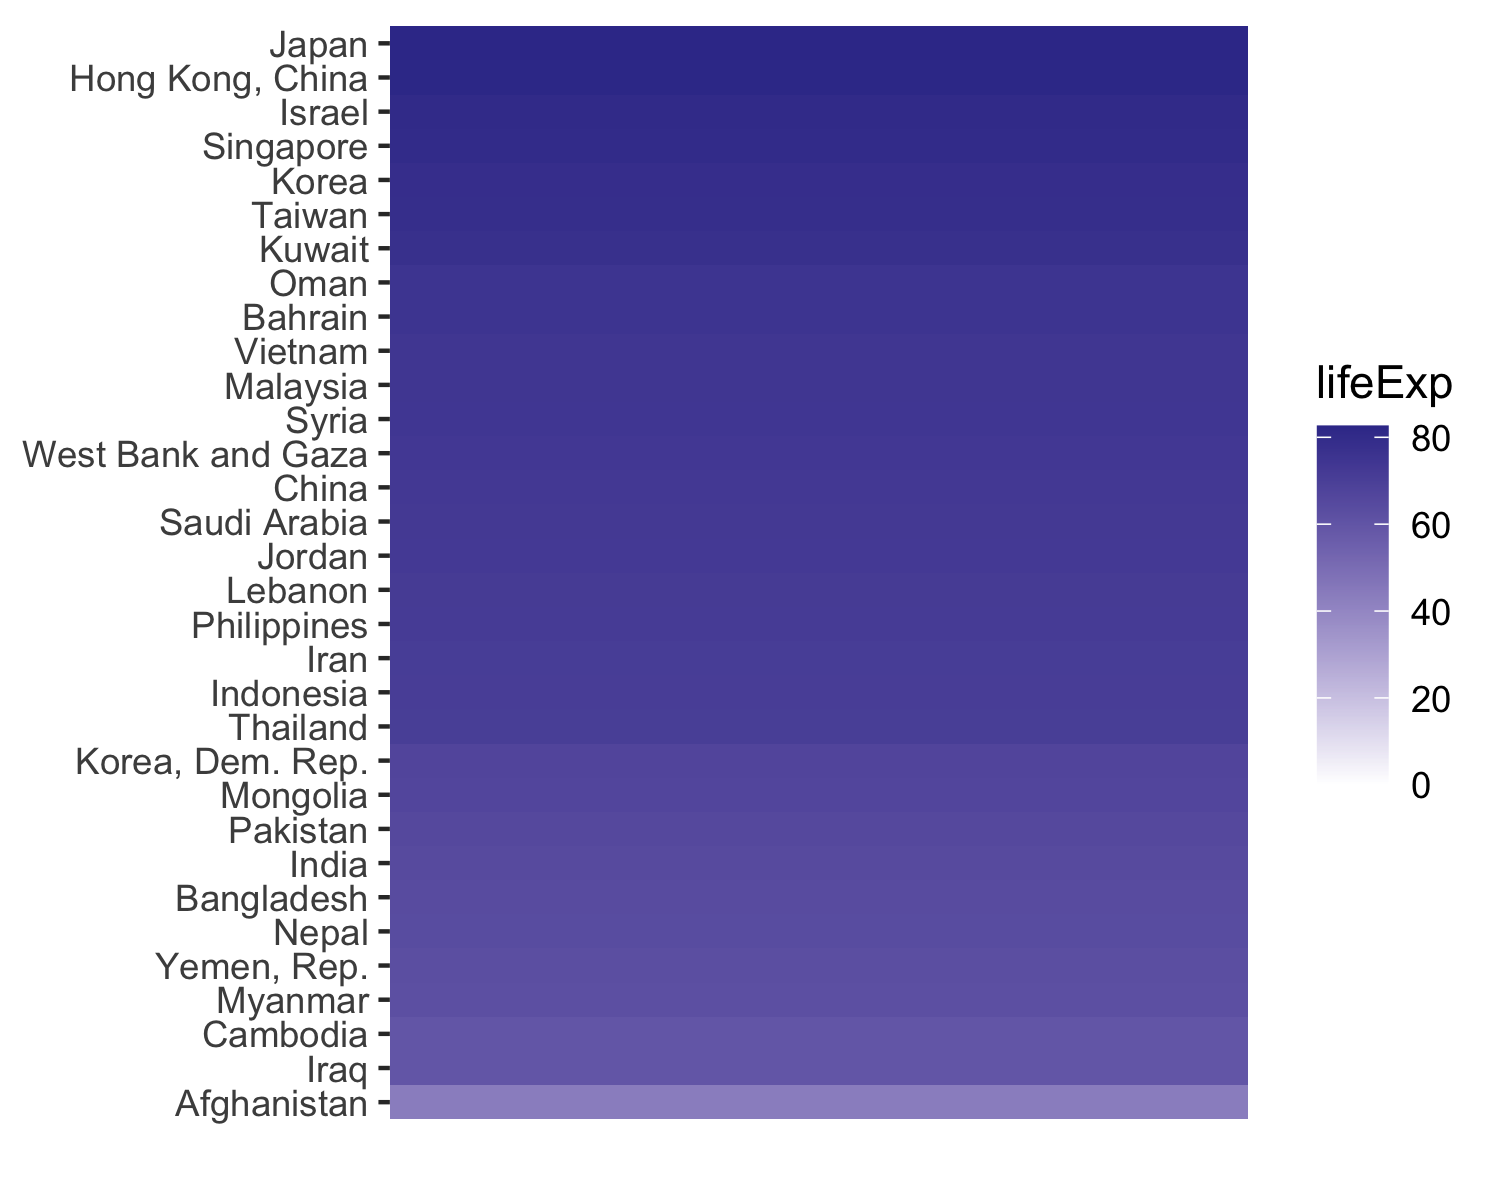 Japan
Hong Kong, China
Israel
Singapore
Korea
Taiwan
Kuwait
Oman
Bahrain
Vietnam
Malaysia
Syria
West Bank and Gaza
China
Saudi Arabia
Jordan
Lebanon
Philippines
Iran
Indonesia
Thailand
Korea, Dem. Rep.
Mongolia
Pakistan
India
Bangladesh
Nepal
Yemen, Rep.
Myanmar
Cambodia
Iraq
Afghanistan
lifeExp
80
60
40
20
0